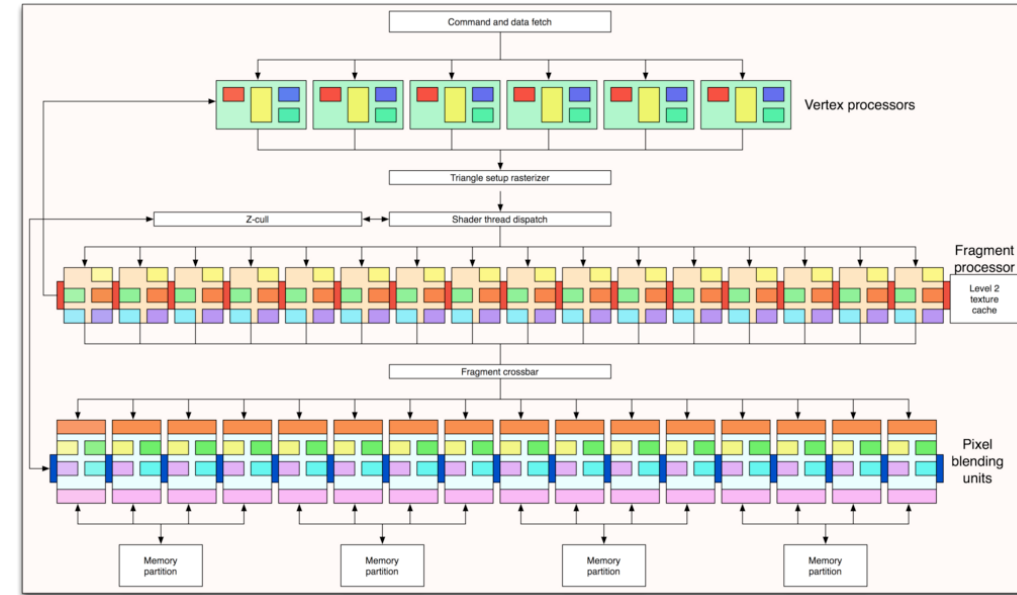 Command and data fetch
Vertex processors
Triangle setup rasterizer
Z-cull
Shader thread dispatch
Fragment
processor
Level 2
texture
cache
Fragment crossbar
Pixel
blending
units
Memory
partition
Memory
partition
Memory
partition
Memory
partition